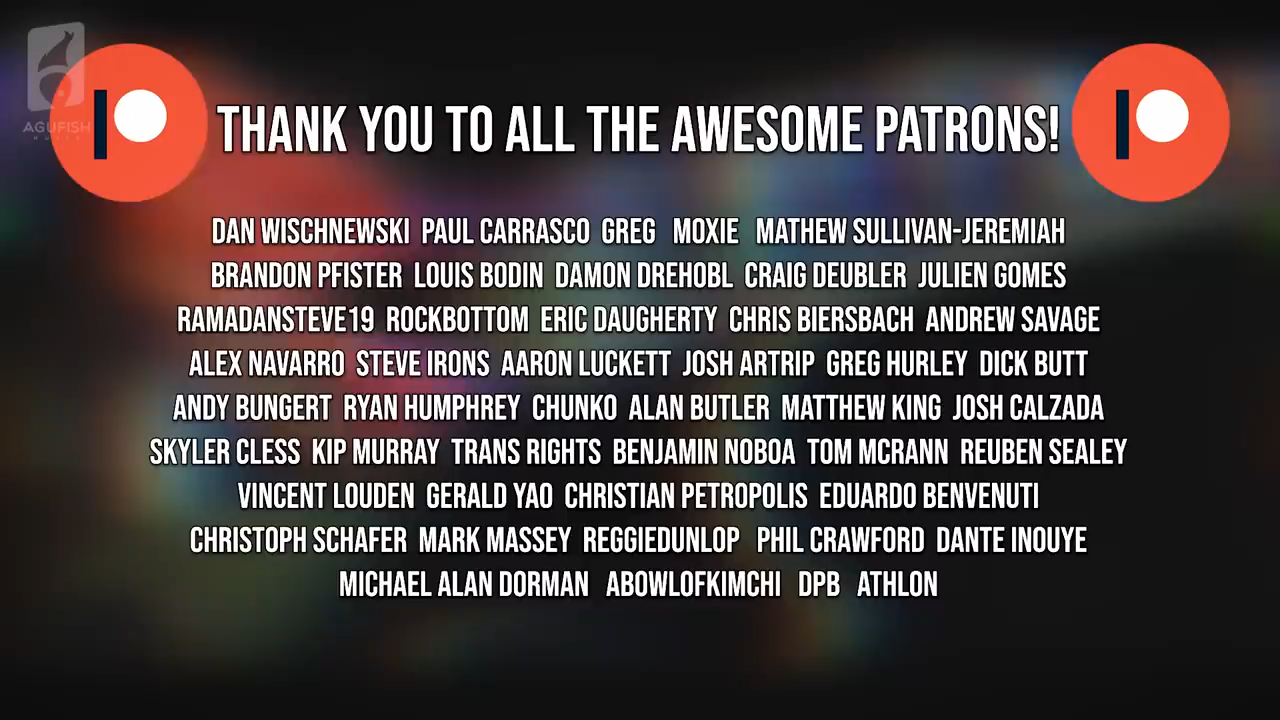 AGUFISH
THANK YOU TO ALL THE AWESOME PATRONS!
DAN WISCHNEWSKI PAUL CARRASCO GREG MOXIE MATHEW SULLIVAN-JEREMIAH
BRANDON PFISTER LOUIS BODIN DAMON DREHOBL CRAIG DEUBLER JULIEN GOMES
RAMADANSTEVE19 ROCKBOTTOM ERIC DAUGHERTY CHRIS BIERSBACH ANDREW SAVAGE
ALEX NAVARRO STEVE IRONS AARON LUCKETT JOSH ARTRIP GREG HURLEY DICK BUTT
ANDY BUNGERT RYAN HUMPHREY CHUNKO ALAN BUTLER MATTHEW KING JOSH CALZADA
SKYLER CLESS KIP MURRAY TRANS RIGHTS BENJAMIN NOBOA TOM MCRANN REUBEN SEALEY
VINCENT LOUDEN GERALD YAO CHRISTIAN PETROPOLIS EDUARDO BENVENUTI
CHRISTOPH SCHAFER MARK MASSEY REGGIEDUNLOP PHIL CRAWFORD DANTE INOUYE
MICHAEL ALAN DORMAN ABOWLOFKIMCHI DPB ATHLON